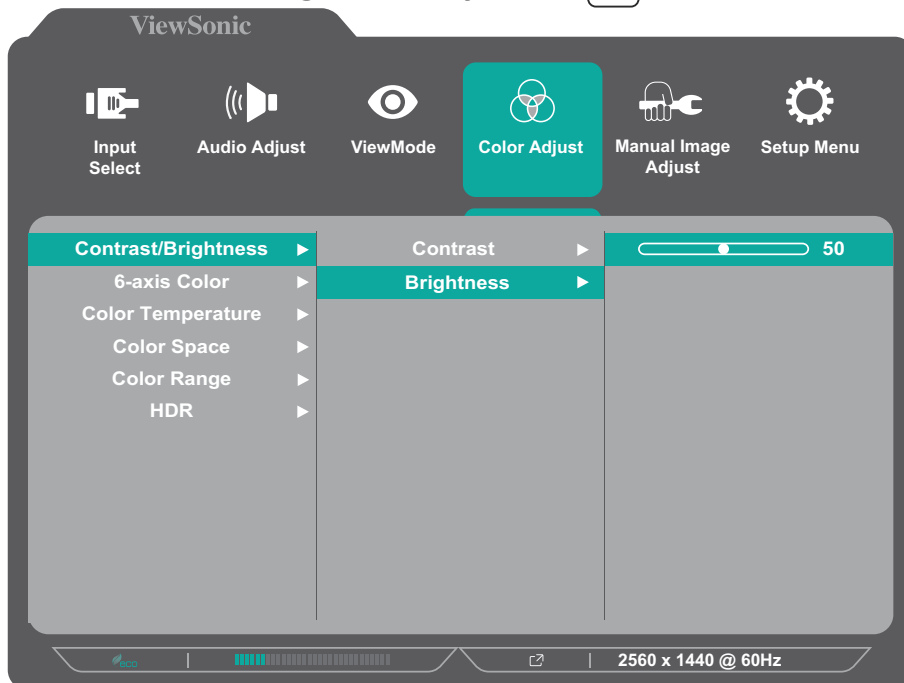 ViewSonic
Input
Select
Audio Adjust
ViewMode
Color Adjust
Manual Image
Adjust
Setup Menu
Contrast/Brightness
Contrast
50
6-axis Color
Brightness
Color Temperature
Color Space
Color Range
HDR
eco
2560 x 1440 @ 60Hz